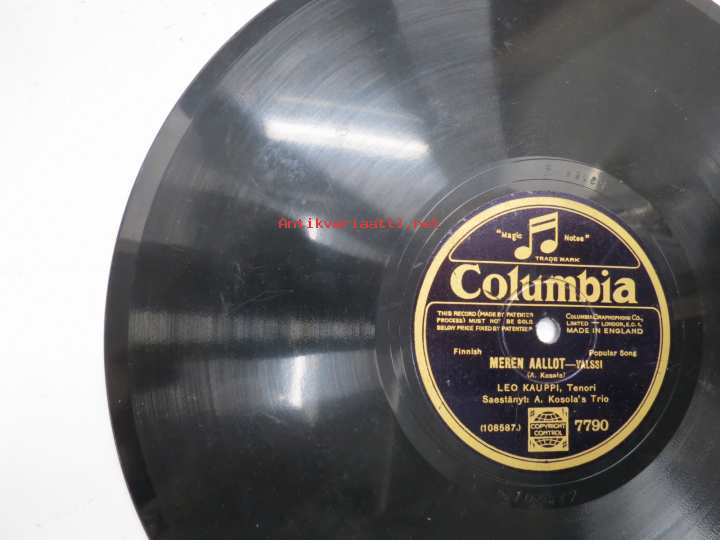 Antikvariaatti.net
"Magic Notes"
TRADE MARK
Columbia
THIS RECORD (MADE BY PATENTED
PROCESS) MUST NOT BE SOLD
BELOW PRICE FIXED BY PATENTEES
COLUMBIA GRAPHOPHONE CO.,
LIMITED LONDON, E.C.1.
MADE IN ENGLAND
Finnish Popular Song
MEREN AALLOT—VALSSI
(A. Kosola)
LEO KAUPPI, Tenori
Saestänyt: A. Kosola's Trio
(108587.) COPYRIGHT CONTROL 7790